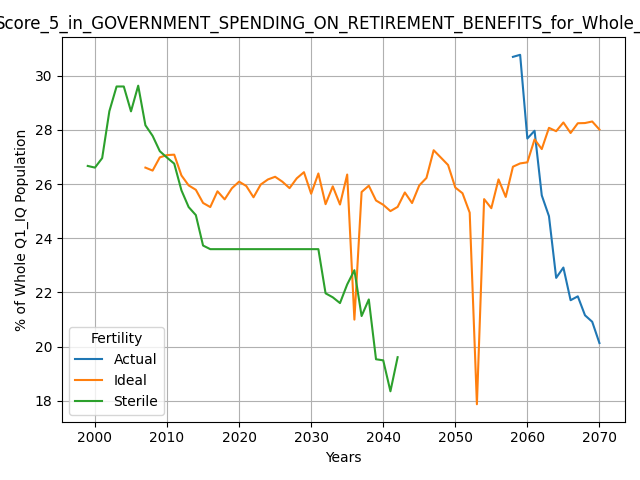 Score_5_in_GOVERNMENT_SPENDING_ON_RETIREMENT_BENEFITS_for_Whole_
% of Whole Q1_IQ Population
30
28
26
24
22
20
18
Fertility
Actual
Ideal
Sterile
2000 2010 2020 2030 2040 2050 2060 2070
Years